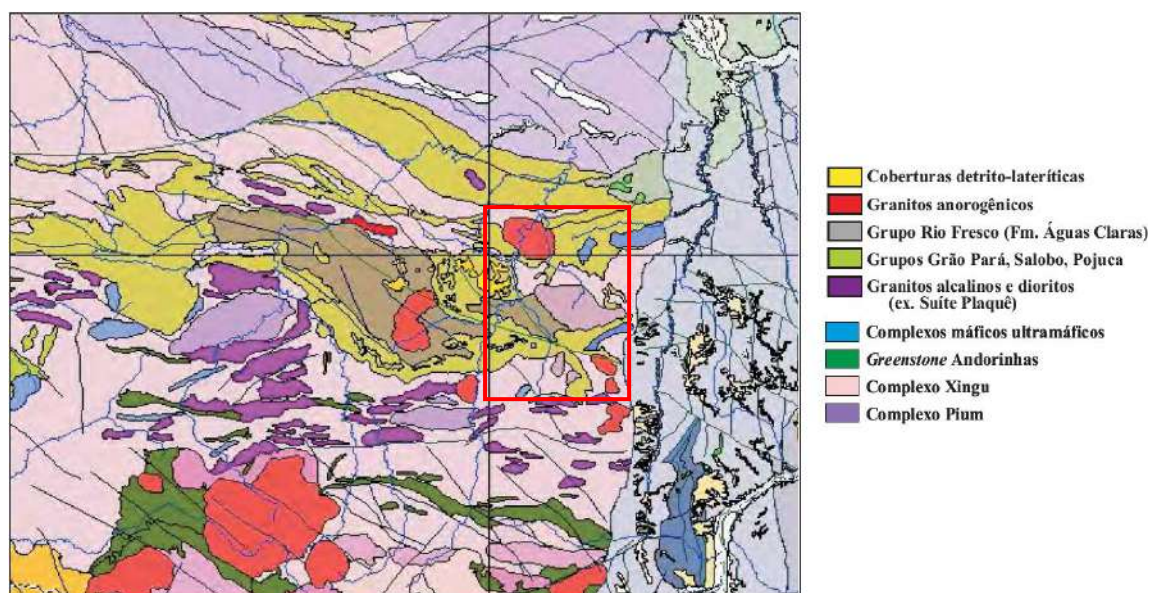 Coberturas detrito-lateríticas
Granitos anorogênicos
Grupo Rio Fresco (Fm. Águas Claras)
Grupos Grão Pará, Salobo, Pojuca
Granitos alcalinos e dioritos
(ex. Suíte Plaquê)
Complexos máficos ultramáficos
Greenstone Andorinhas
Complexo Xingu
Complexo Pium